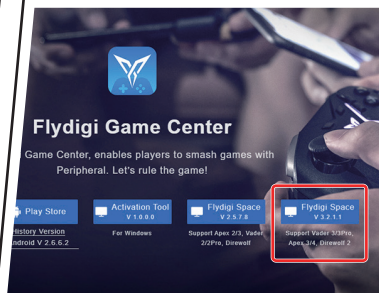 Flydigi Game Center
Game Center, enables players to smash games with
Peripheral. Let's rule the game!
Play Store
History Version
Android V 2.6.6.2
Activation Tool
V 1.0.0.0
For Windows
Flydigi Space
V 2.5.7.8
Support Apex 2/3, Vader
2/2Pro, Direwolf
Flydigi Space
V 3.2.1.1
Support Vader 3/3Pro,
Apex 3/4, Direwolf 2